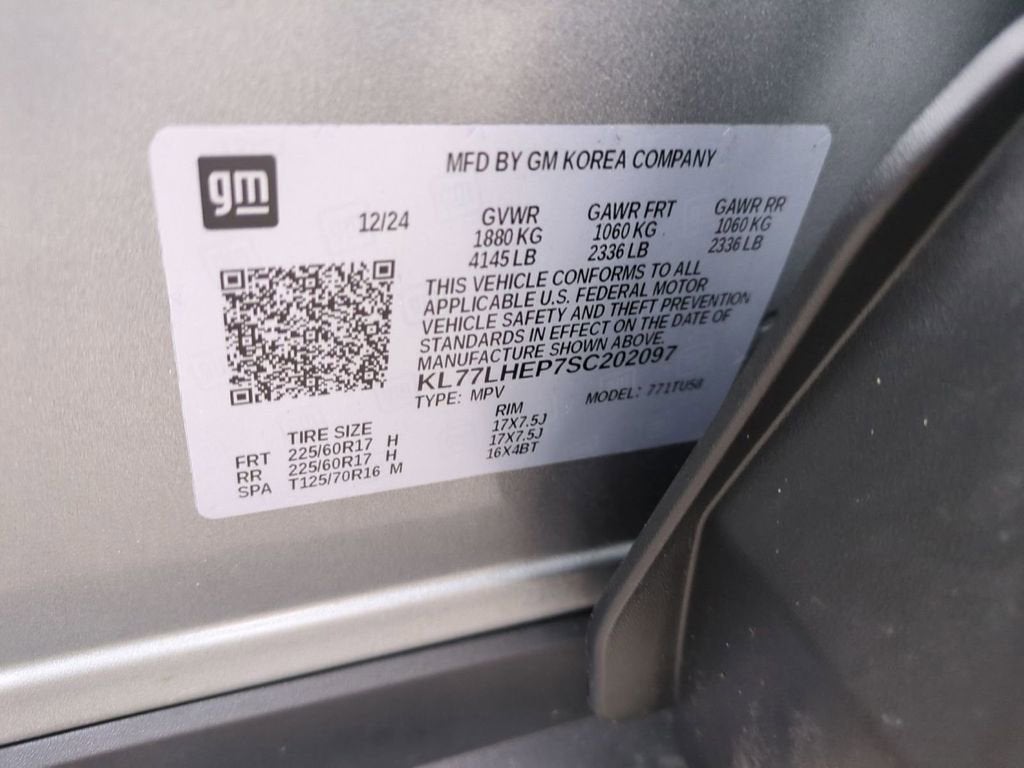 gm
MFD BY GM KOREA COMPANY
12/24
GVWR GAWR FRT GAWR RR
1880 KG 1060 KG 1060 KG
4145 LB 2336 LB 2336 LB
THIS VEHICLE CONFORMS TO ALL
APPLICABLE U.S. FEDERAL MOTOR
VEHICLE SAFETY AND THEFT PREVENTION
STANDARDS IN EFFECT ON THE DATE OF
MANUFACTURE SHOWN ABOVE.
KL77LHEP7SC202097
TYPE: MPV MODEL: 771TU58
TIRE SIZE RIM
FRT 225/60R17 H 17X7.5J
RR 225/60R17 H 17X7.5J
SPA T125/70R16 M 16X4BT